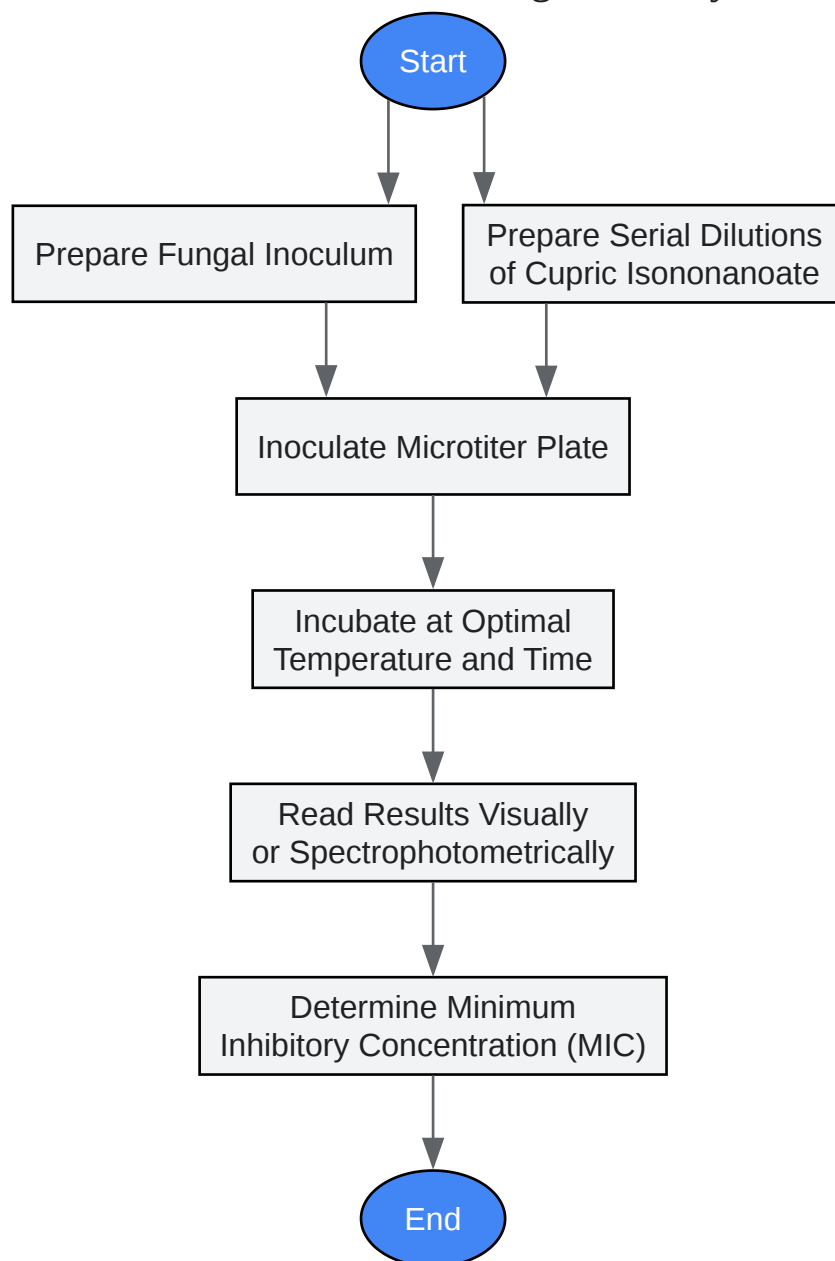 Start
Prepare Fungal Inoculum
Prepare Serial Dilutions
of Cupric Isononanoate
Inoculate Microtiter Plate
Incubate at Optimal
Temperature and Time
Read Results Visually
or Spectrophotometrically
Determine Minimum
Inhibitory Concentration (MIC)
End